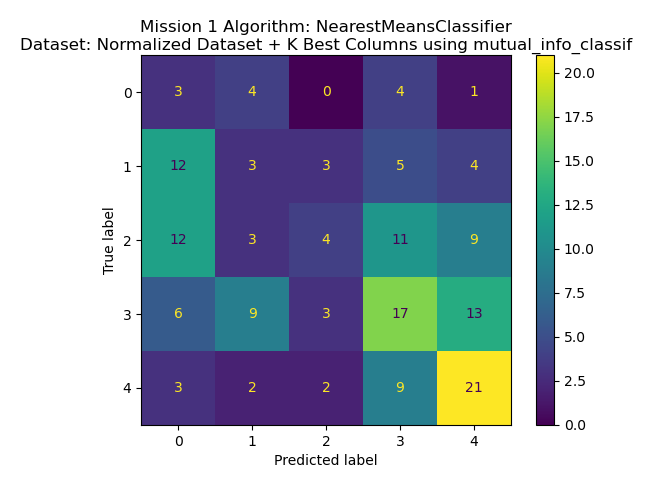 Mission 1 Algorithm: NearestMeansClassifier
Dataset: Normalized Dataset + K Best Columns using mutual_info_classif
True label
0 3 4 0 4 1
1 12 3 3 5 4
2 12 3 4 11 9
3 6 9 3 17 13
4 3 2 2 9 21
0 1 2 3 4
Predicted label
20.0
17.5
15.0
12.5
10.0
7.5
5.0
2.5
0.0